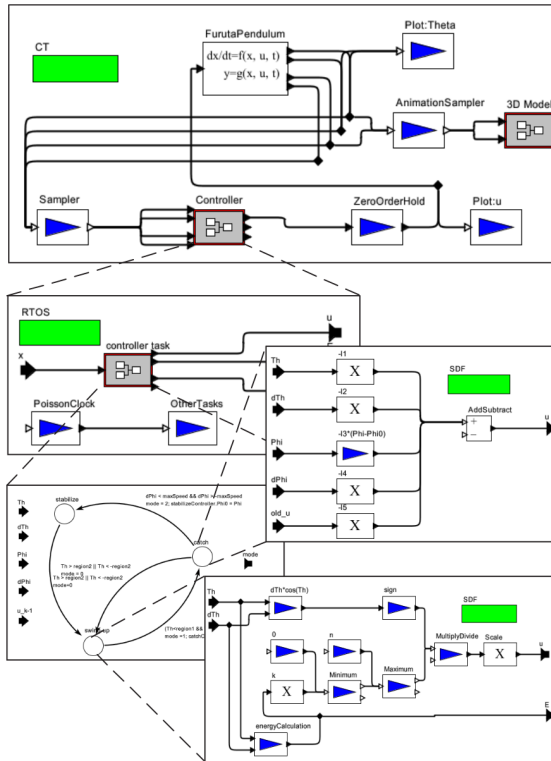 CT
FurutaPendulum
dx/dt=f(x, u, t)
y=g(x, u, t)
Plot:Theta
AnimationSampler
3D Model
Sampler
Controller
ZeroOrderHold
Plot:u
RTOS
controller task
u
x
PoissonClock
OtherTasks
SDF
Th
-l1
X
dTh
-l2
X
Phi
-l3*(Phi-Phi0)
dPhi
-l4
X
old_u
-l5
X
AddSubtract
+
−
u
Th
dTh
Phi
dPhi
u_k-1
stabilize
dPhi < maxSpeed && dPhi > -maxSpeed
mode = 2; stabilizeController.Phi0 = Phi
catch
mode
Th > region2 || Th < -region2
mode = 0
Th > region2 || Th < -region2
mode=0
(Th<region1 &&
mode =1; catchC
Th
dTh
dTh*cos(Th)
sign
SDF
0
n
MultiplyDivide
Scale
X
u
k
X
Minimum
Maximum
energyCalculation
E